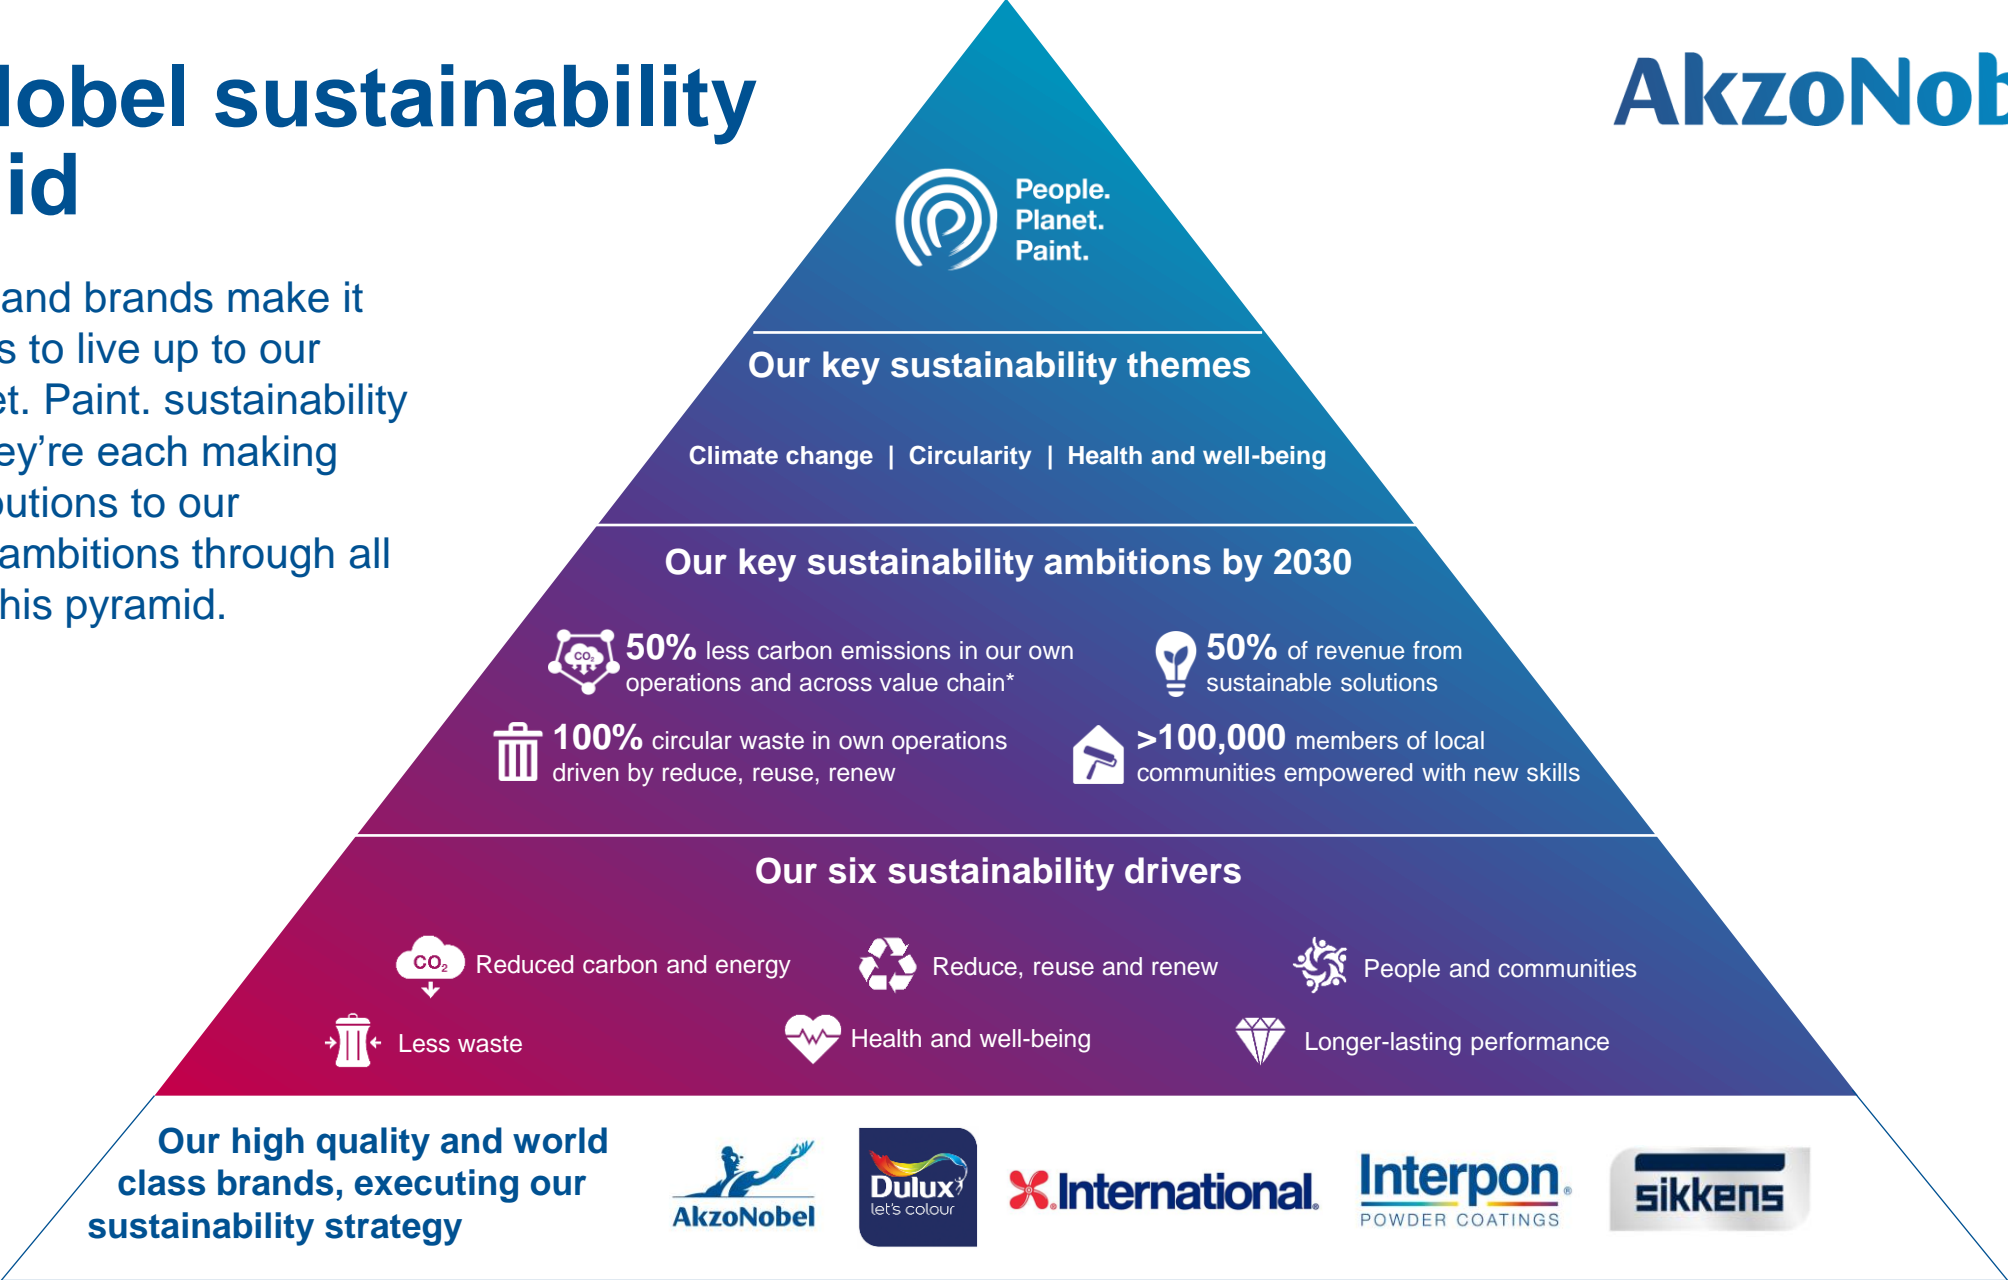 lobel sustainability
id
and brands make it
s to live up to our
et. Paint. sustainability
ey're each making
butions to our
ambitions through all
his pyramid.
AkzoNob
People.
Planet.
Paint.
Our key sustainability themes
Climate change | Circularity | Health and well-being
Our key sustainability ambitions by 2030
CO₂
50% less carbon emissions in our own
operations and across value chain*
50% of revenue from
sustainable solutions
100% circular waste in own operations
driven by reduce, reuse, renew
>100,000 members of local
communities empowered with new skills
Our six sustainability drivers
CO₂
Reduced carbon and energy
Reduce, reuse and renew
People and communities
Less waste
Health and well-being
Longer-lasting performance
Our high quality and world
class brands, executing our
sustainability strategy
AkzoNobel
Dulux
let's colour
International.
Interpon.
POWDER COATINGS
sikkens